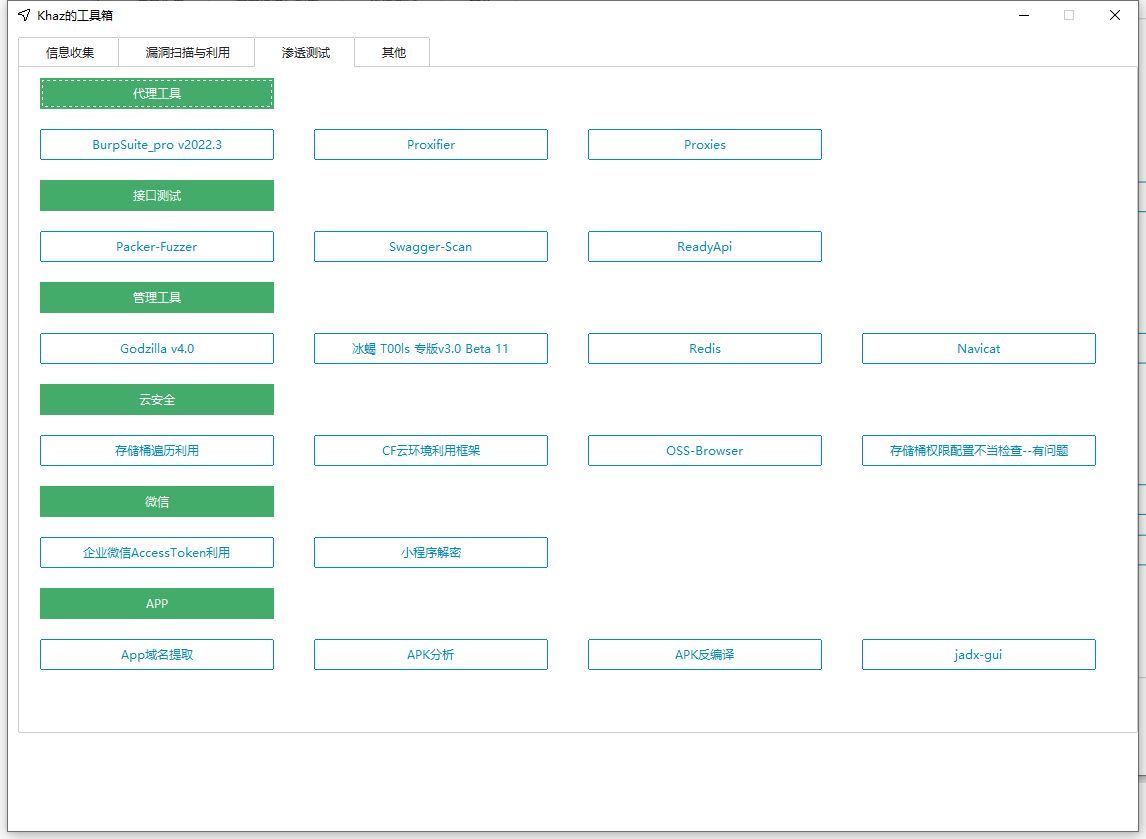 Khaz的工具箱
信息收集 漏洞扫描与利用 渗透测试 其他
代理工具
BurpSuite_pro v2022.3 Proxifier Proxies
接口测试
Packer-Fuzzer Swagger-Scan ReadyApi
管理工具
Godzilla v4.0 冰蝎 T00ls 专版v3.0 Beta 11 Redis Navicat
云安全
存储桶遍历利用 CF云环境利用框架 OSS-Browser 存储桶权限配置不当检查--有问题
微信
企业微信AccessToken利用 小程序解密
APP
App域名提取 APK分析 APK反编译 jadx-gui